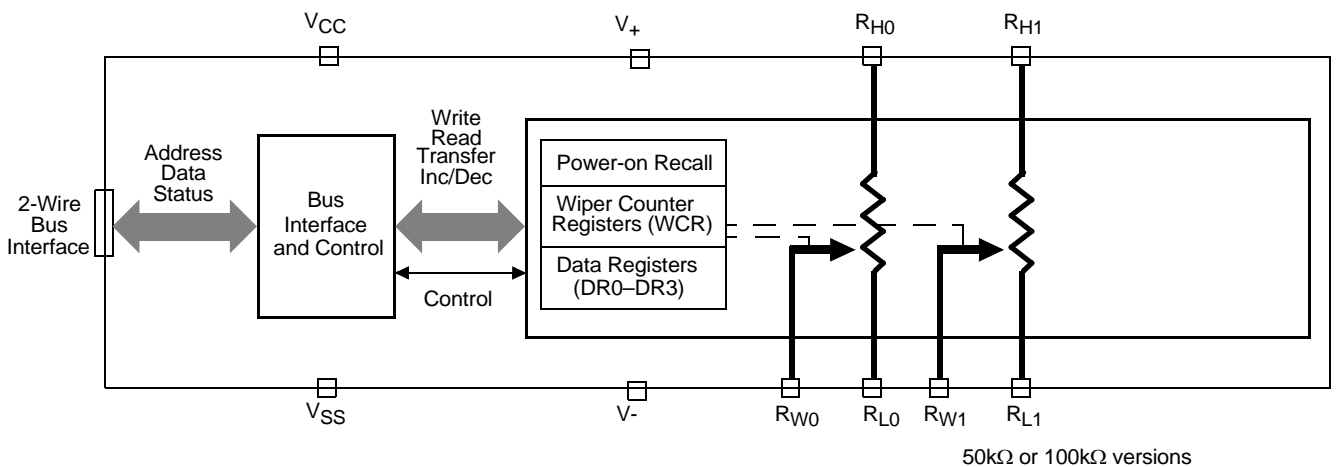 VCC
V+
RH0
RH1
Address
Data
Status
Write
Read
Transfer
Inc/Dec
2-Wire
Bus
Interface
Bus
Interface
and Control
Control
Power-on Recall
Wiper Counter
Registers (WCR)
Data Registers
(DR0–DR3)
VSS
V-
RW0
RL0
RW1
RL1
50kΩ or 100kΩ versions